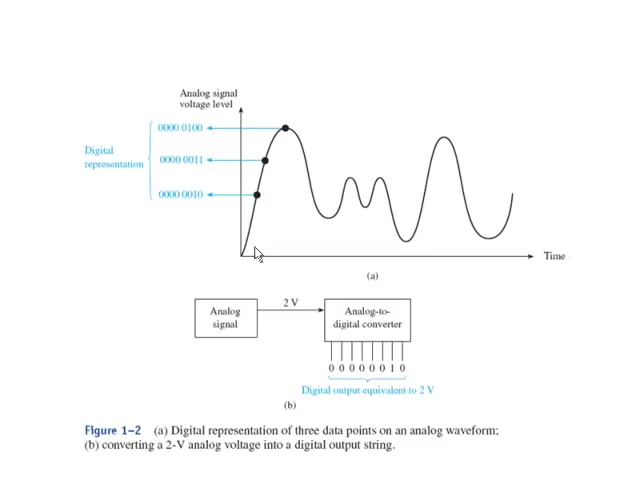 Analog signal
voltage level
0000 0100
Digital
representation
0000 0011
0000 0010
Time
(a)
Analog
signal
2 V
Analog-to-
digital converter
0 0 0 0 0 0 1 0
Digital output equivalent to 2 V
(b)
Figure 1–2 (a) Digital representation of three data points on an analog waveform;
(b) converting a 2-V analog voltage into a digital output string.